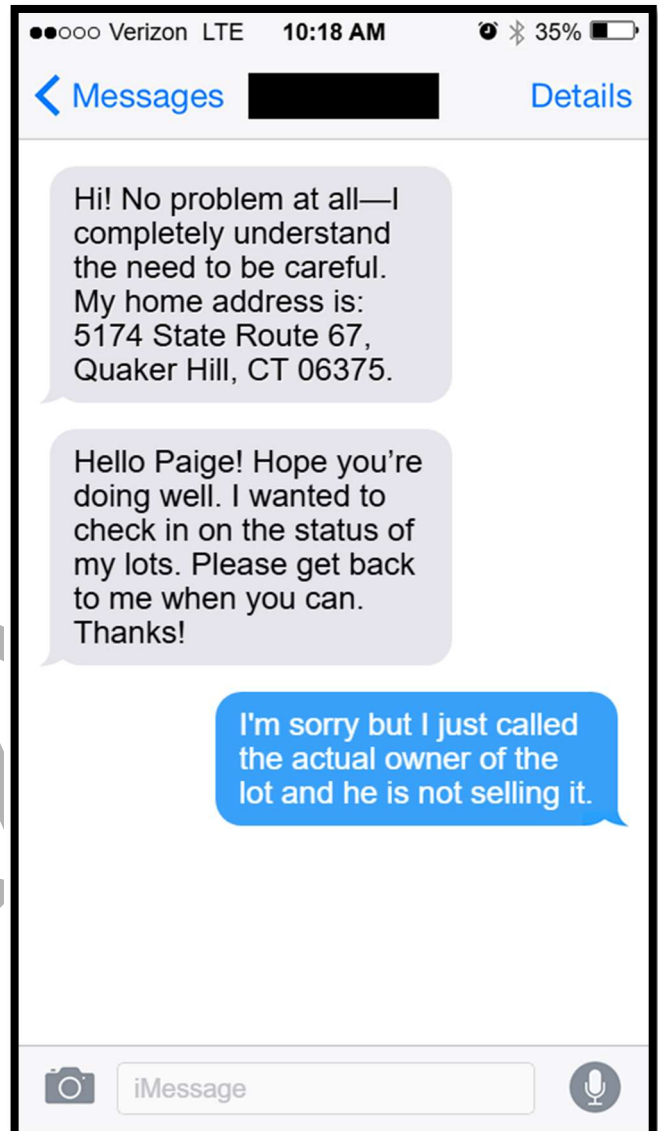 Verizon LTE 10:18 AM 35%
Messages Details
Hi! No problem at all—I
completely understand
the need to be careful.
My home address is:
5174 State Route 67,
Quaker Hill, CT 06375.
Hello Paige! Hope you're
doing well. I wanted to
check in on the status of
my lots. Please get back
to me when you can.
Thanks!
I'm sorry but I just called
the actual owner of the
lot and he is not selling it.
iMessage